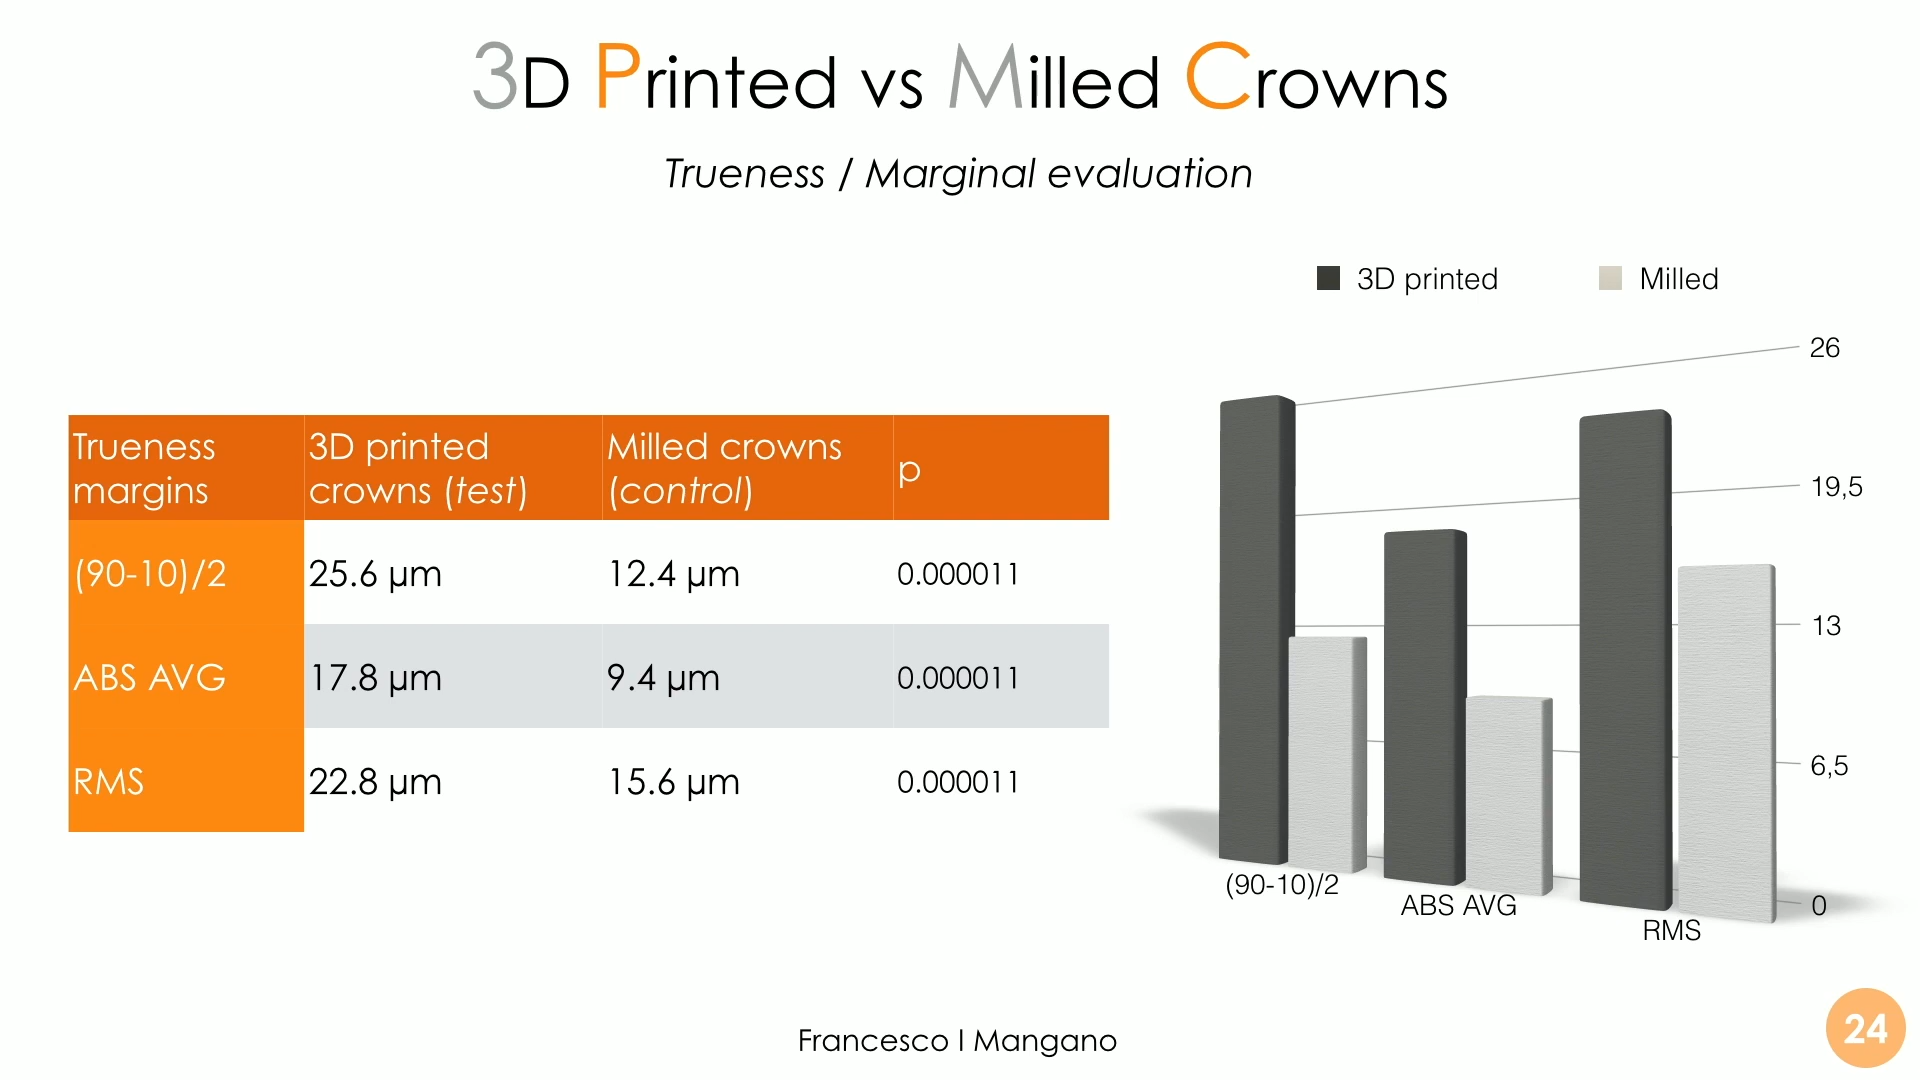 3D Printed vs Milled Crowns
Trueness / Marginal evaluation
3D printed
Milled
Trueness margins
3D printed crowns (test)
Milled crowns (control)
p
(90-10)/2
25.6 µm
12.4 µm
0.000011
ABS AVG
17.8 µm
9.4 µm
0.000011
RMS
22.8 µm
15.6 µm
0.000011
26
19,5
13
6,5
0
(90-10)/2
ABS AVG
RMS
Francesco I Mangano
24